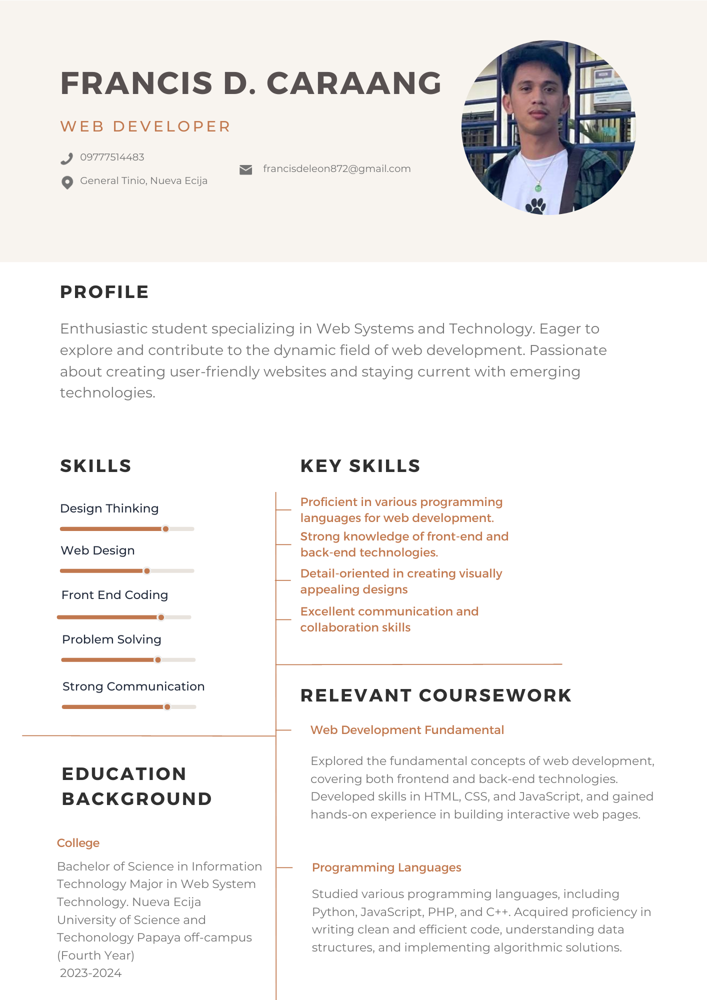 FRANCIS D. CARAANG
WEB DEVELOPER
09777514483
General Tinio, Nueva Ecija
francisdeleon872@gmail.com
PROFILE
Enthusiastic student specializing in Web Systems and Technology. Eager to
explore and contribute to the dynamic field of web development. Passionate
about creating user-friendly websites and staying current with emerging
technologies.
SKILLS
Design Thinking
Web Design
Front End Coding
Problem Solving
Strong Communication
EDUCATION
BACKGROUND
College
Bachelor of Science in Information
Technology Major in Web System
Technology. Nueva Ecija
University of Science and
Techonology Papaya off-campus
(Fourth Year)
2023-2024
KEY SKILLS
Proficient in various programming
languages for web development.
Strong knowledge of front-end and
back-end technologies.
Detail-oriented in creating visually
appealing designs
Excellent communication and
collaboration skills
RELEVANT COURSEWORK
Web Development Fundamental
Explored the fundamental concepts of web development,
covering both frontend and back-end technologies.
Developed skills in HTML, CSS, and JavaScript, and gained
hands-on experience in building interactive web pages.
Programming Languages
Studied various programming languages, including
Python, JavaScript, PHP, and C++. Acquired proficiency in
writing clean and efficient code, understanding data
structures, and implementing algorithmic solutions.